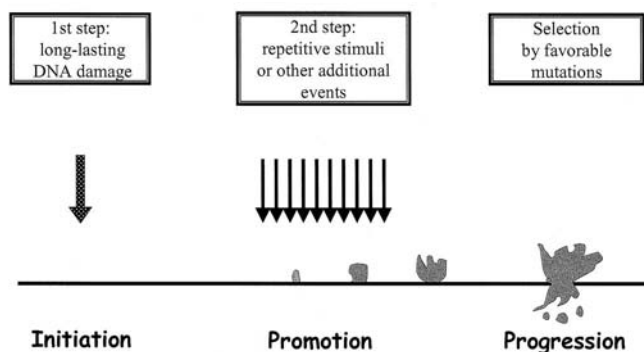 1st step:
long-lasting
DNA damage
2nd step:
repetitive stimuli
or other additional
events
Selection
by favorable
mutations
Initiation
Promotion
Progression